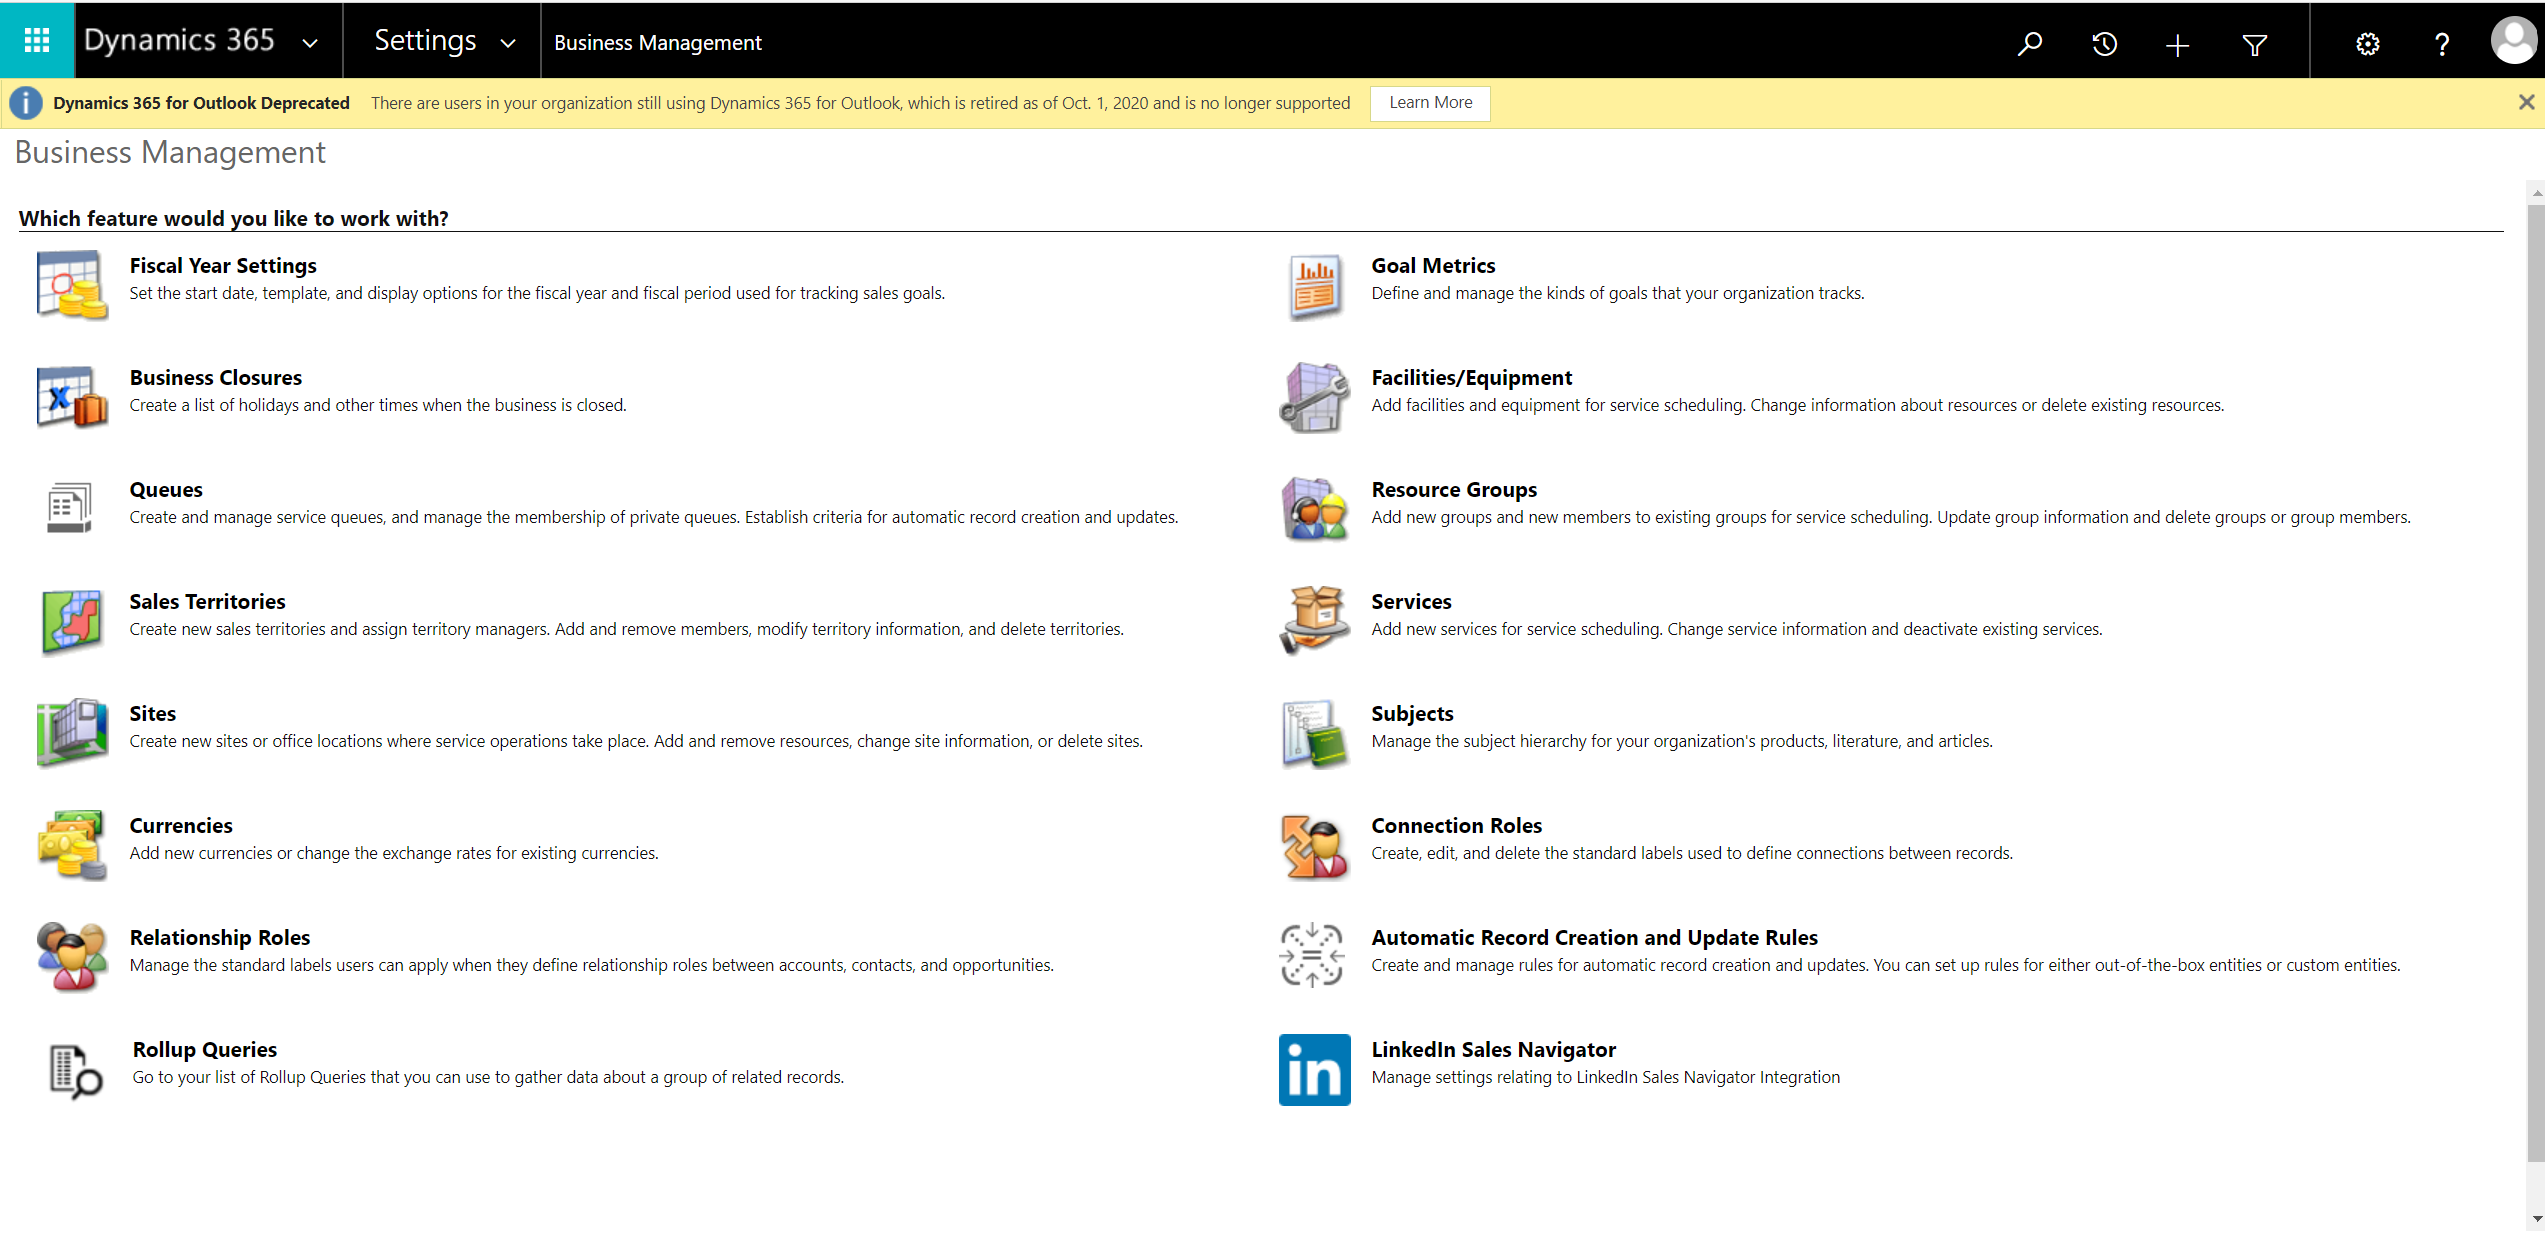 Dynamics 365
Settings
Business Management
Dynamics 365 for Outlook Deprecated There are users in your organization still using Dynamics 365 for Outlook, which is retired as of Oct. 1, 2020 and is no longer supported Learn More
Business Management
Which feature would you like to work with?
Fiscal Year Settings
Set the start date, template, and display options for the fiscal year and fiscal period used for tracking sales goals.
Goal Metrics
Define and manage the kinds of goals that your organization tracks.
Business Closures
Create a list of holidays and other times when the business is closed.
Facilities/Equipment
Add facilities and equipment for service scheduling. Change information about resources or delete existing resources.
Queues
Create and manage service queues, and manage the membership of private queues. Establish criteria for automatic record creation and updates.
Resource Groups
Add new groups and new members to existing groups for service scheduling. Update group information and delete groups or group members.
Sales Territories
Create new sales territories and assign territory managers. Add and remove members, modify territory information, and delete territories.
Services
Add new services for service scheduling. Change service information and deactivate existing services.
Sites
Create new sites or office locations where service operations take place. Add and remove resources, change site information, or delete sites.
Subjects
Manage the subject hierarchy for your organization's products, literature, and articles.
Currencies
Add new currencies or change the exchange rates for existing currencies.
Connection Roles
Create, edit, and delete the standard labels used to define connections between records.
Relationship Roles
Manage the standard labels users can apply when they define relationship roles between accounts, contacts, and opportunities.
Automatic Record Creation and Update Rules
Create and manage rules for automatic record creation and updates. You can set up rules for either out-of-the-box entities or custom entities.
Rollup Queries
Go to your list of Rollup Queries that you can use to gather data about a group of related records.
in
LinkedIn Sales Navigator
Manage settings relating to LinkedIn Sales Navigator Integration